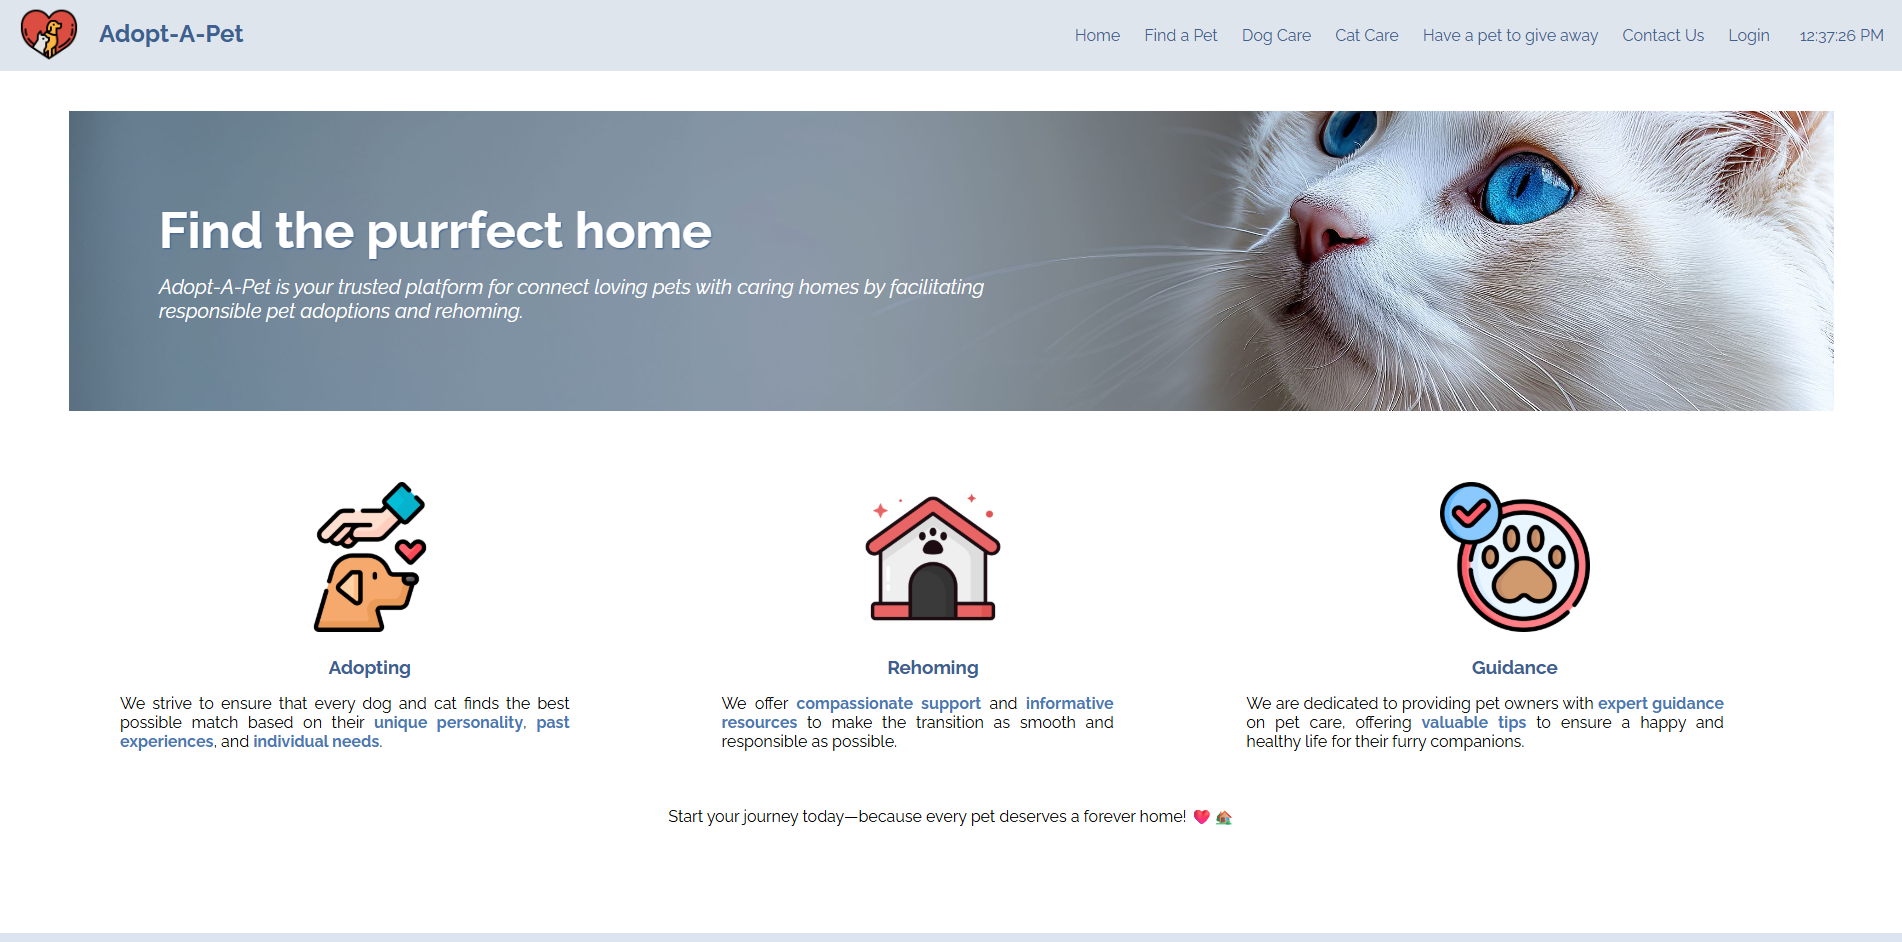 Adopt-A-Pet
Home Find a Pet Dog Care Cat Care Have a pet to give away Contact Us Login 12:37:26 PM
Find the purrfect home
Adopt-A-Pet is your trusted platform for connect loving pets with caring homes by facilitating
responsible pet adoptions and rehoming.
Adopting
We strive to ensure that every dog and cat finds the best
possible match based on their unique personality, past
experiences, and individual needs.
Rehoming
We offer compassionate support and informative
resources to make the transition as smooth and
responsible as possible.
Guidance
We are dedicated to providing pet owners with expert guidance
on pet care, offering valuable tips to ensure a happy and
healthy life for their furry companions.
Start your journey today—because every pet deserves a forever home! ❤️ 🏡